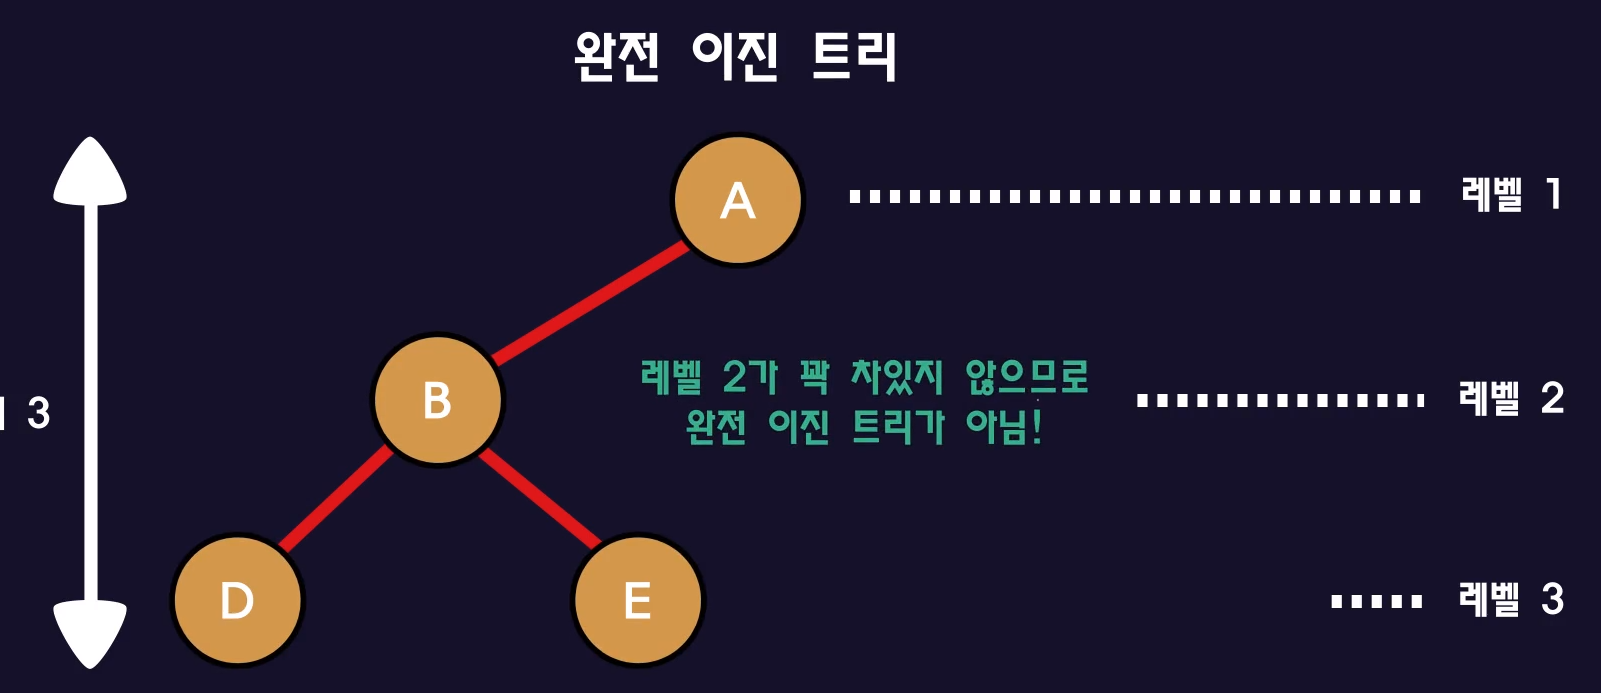 완전 이진 트리
A
레벨 1
3
B
레벨 2가 꽉 차있지 않으므로
완전 이진 트리가 아님!
레벨 2
D
E
레벨 3